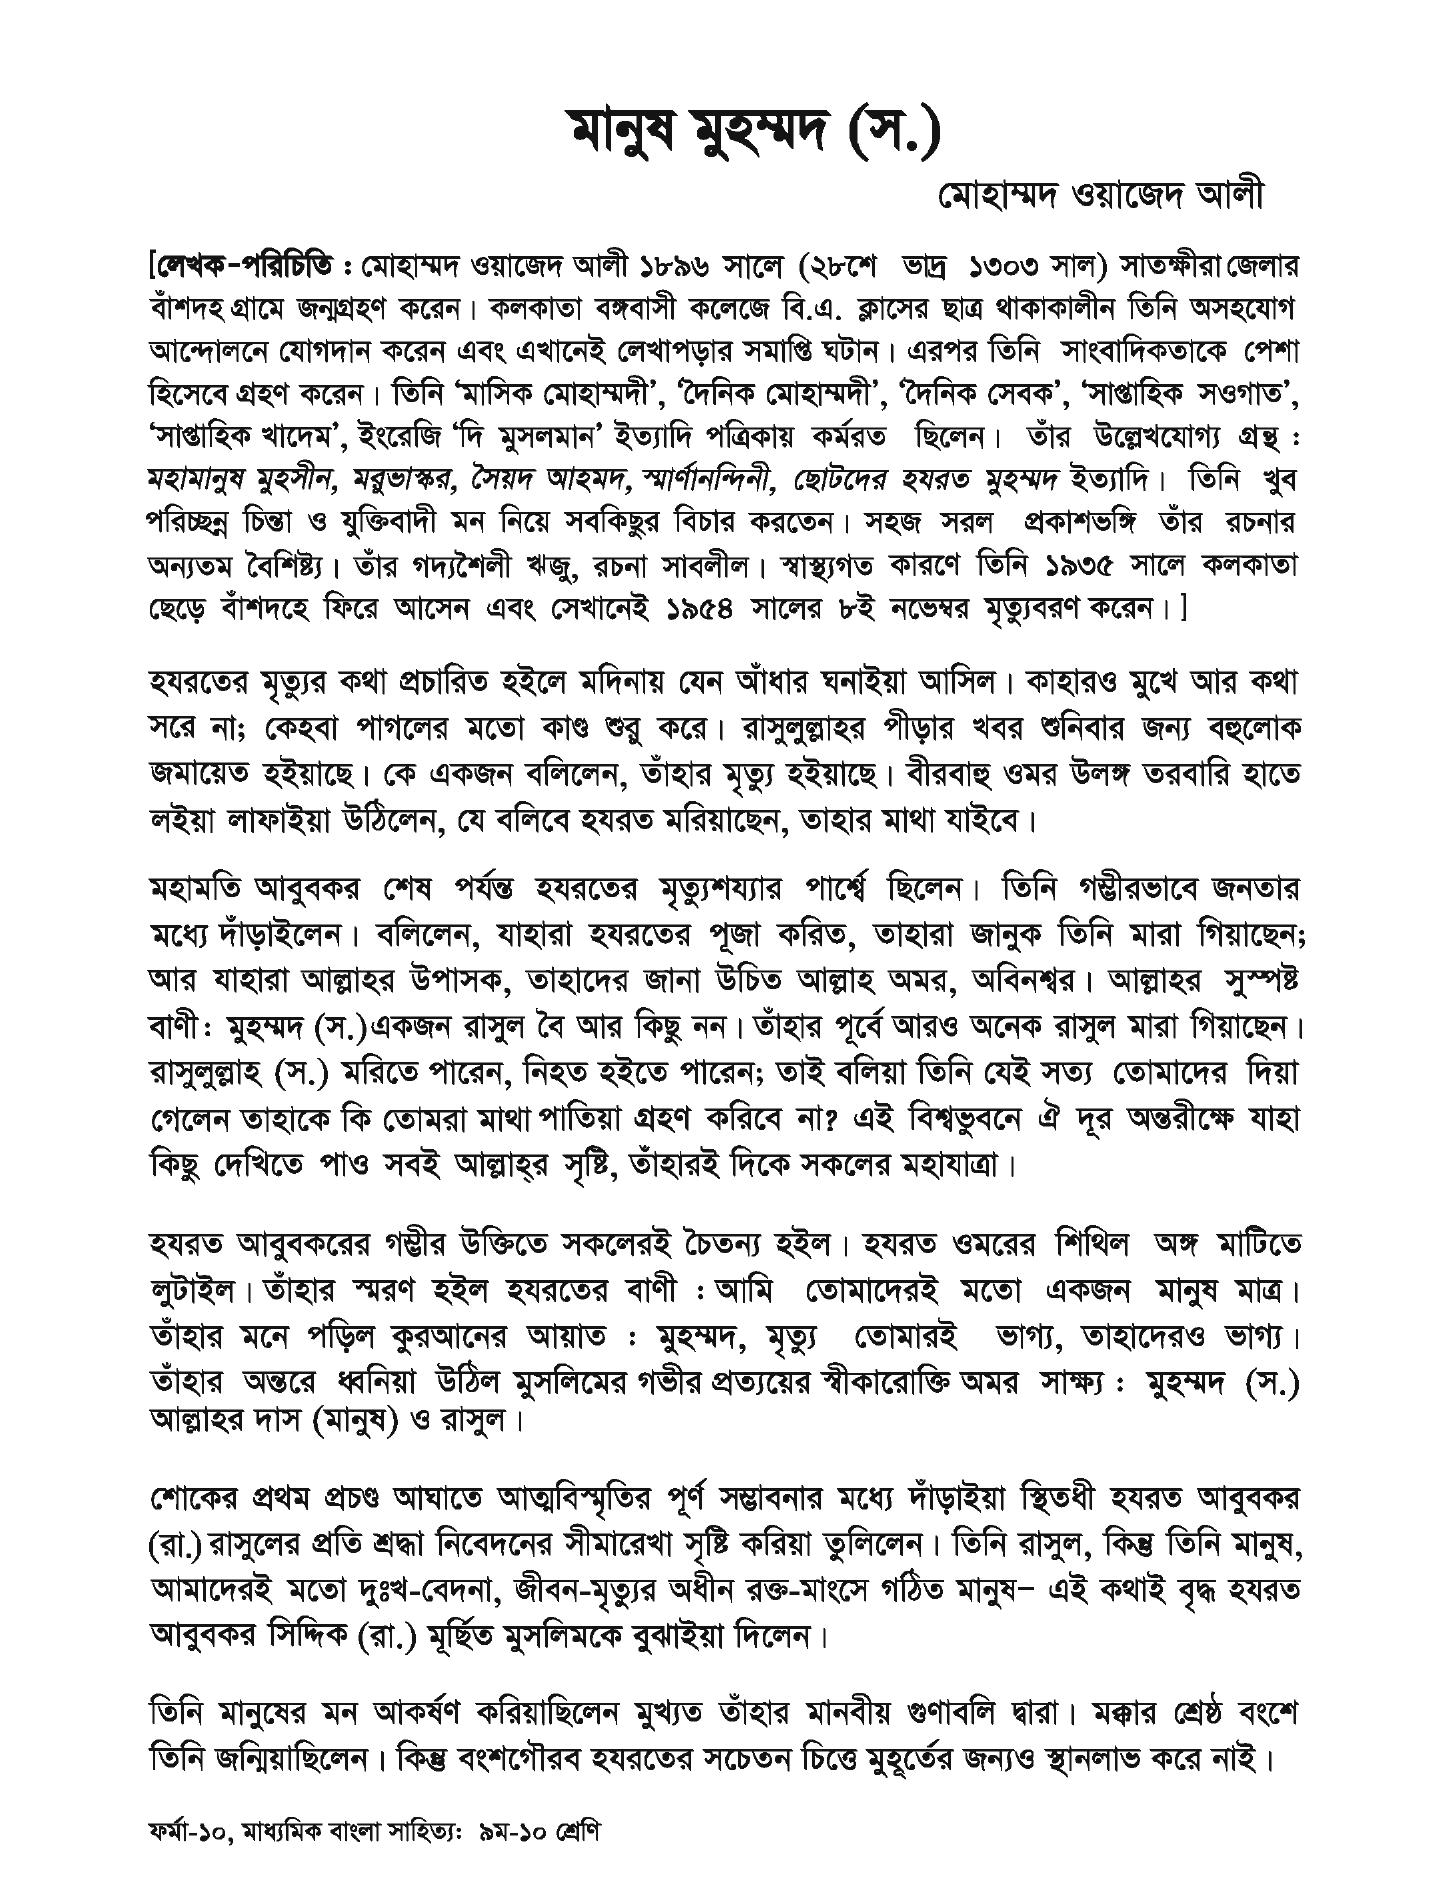 মানুষ মুহম্মদ (স.)
মোহাম্মদ ওয়াজেদ আলী
[লেখক-পরিচিতি : মোহাম্মদ ওয়াজেদ আলী ১৮৯৬ সালে (২৮শে ভাদ্র ১৩০৩ সাল) সাতক্ষীরা জেলার
বাঁশদহ গ্রামে জন্মগ্রহণ করেন। কলকাতা বঙ্গবাসী কলেজে বি.এ. ক্লাসের ছাত্র থাকাকালীন তিনি অসহযোগ
আন্দোলনে যোগদান করেন এবং এখানেই লেখাপড়ার সমাপ্তি ঘটান। এরপর তিনি সাংবাদিকতাকে পেশা
হিসেবে গ্রহণ করেন। তিনি ‘মাসিক মোহাম্মদী’, ‘দৈনিক মোহাম্মদী’, ‘দৈনিক সেবক’, ‘সাপ্তাহিক সওগাত’,
‘সাপ্তাহিক খাদেম’, ইংরেজি ‘দি মুসলমান’ ইত্যাদি পত্রিকায় কর্মরত ছিলেন। তাঁর উল্লেখযোগ্য গ্রন্থ :
মহামানুষ মুহসীন, মরুভাস্কর, সৈয়দ আহমদ, স্মার্ণানন্দিনী, ছোটদের হযরত মুহম্মদ ইত্যাদি। তিনি খুব
পরিচ্ছন্ন চিন্তা ও যুক্তিবাদী মন নিয়ে সবকিছুর বিচার করতেন। সহজ সরল প্রকাশভঙ্গি তাঁর রচনার
অন্যতম বৈশিষ্ট্য। তাঁর গদ্যশৈলী ঋজু, রচনা সাবলীল। স্বাস্থ্যগত কারণে তিনি ১৯৩৫ সালে কলকাতা
ছেড়ে বাঁশদহে ফিরে আসেন এবং সেখানেই ১৯৫৪ সালের ৮ই নভেম্বর মৃত্যুবরণ করেন। ]
হযরতের মৃত্যুর কথা প্রচারিত হইলে মদিনায় যেন আঁধার ঘনাইয়া আসিল। কাহারও মুখে আর কথা
সরে না; কেহবা পাগলের মতো কাণ্ড শুরু করে। রাসুলুল্লাহর পীড়ার খবর শুনিবার জন্য বহুলোক
জমায়েত হইয়াছে। কে একজন বলিলেন, তাঁহার মৃত্যু হইয়াছে। বীরবাহু ওমর উলঙ্গ তরবারি হাতে
লইয়া লাফাইয়া উঠিলেন, যে বলিবে হযরত মরিয়াছেন, তাহার মাথা যাইবে।
মহামতি আবুবকর শেষ পর্যন্ত হযরতের মৃত্যুশয্যার পার্শ্বে ছিলেন। তিনি গম্ভীরভাবে জনতার
মধ্যে দাঁড়াইলেন। বলিলেন, যাহারা হযরতের পূজা করিত, তাহারা জানুক তিনি মারা গিয়াছেন;
আর যাহারা আল্লাহর উপাসক, তাহাদের জানা উচিত আল্লাহ অমর, অবিনশ্বর। আল্লাহর সুস্পষ্ট
বাণী: মুহম্মদ (স.)একজন রাসুল বৈ আর কিছু নন। তাঁহার পূর্বে আরও অনেক রাসুল মারা গিয়াছেন।
রাসুলুল্লাহ (স.) মরিতে পারেন, নিহত হইতে পারেন; তাই বলিয়া তিনি যেই সত্য তোমাদের দিয়া
গেলেন তাহাকে কি তোমরা মাথা পাতিয়া গ্রহণ করিবে না? এই বিশ্বভুবনে ঐ দূর অন্তরীক্ষে যাহা
কিছু দেখিতে পাও সবই আল্লাহ্‌র সৃষ্টি, তাঁহারই দিকে সকলের মহাযাত্রা।
হযরত আবুবকরের গম্ভীর উক্তিতে সকলেরই চৈতন্য হইল। হযরত ওমরের শিথিল অঙ্গ মাটিতে
লুটাইল। তাঁহার স্মরণ হইল হযরতের বাণী : আমি তোমাদেরই মতো একজন মানুষ মাত্র।
তাঁহার মনে পড়িল কুরআনের আয়াত : মুহম্মদ, মৃত্যু তোমারই ভাগ্য, তাহাদেরও ভাগ্য।
তাঁহার অন্তরে ধ্বনিয়া উঠিল মুসলিমের গভীর প্রত্যয়ের স্বীকারোক্তি অমর সাক্ষ্য : মুহম্মদ (স.)
আল্লাহর দাস (মানুষ) ও রাসুল।
শোকের প্রথম প্রচণ্ড আঘাতে আত্মবিস্মৃতির পূর্ণ সম্ভাবনার মধ্যে দাঁড়াইয়া স্থিতধী হযরত আবুবকর
(রা.) রাসুলের প্রতি শ্রদ্ধা নিবেদনের সীমারেখা সৃষ্টি করিয়া তুলিলেন। তিনি রাসুল, কিন্তু তিনি মানুষ,
আমাদেরই মতো দুঃখ-বেদনা, জীবন-মৃত্যুর অধীন রক্ত-মাংসে গঠিত মানুষ– এই কথাই বৃদ্ধ হযরত
আবুবকর সিদ্দিক (রা.) মূর্ছিত মুসলিমকে বুঝাইয়া দিলেন।
তিনি মানুষের মন আকর্ষণ করিয়াছিলেন মুখ্যত তাঁহার মানবীয় গুণাবলি দ্বারা। মক্কার শ্রেষ্ঠ বংশে
তিনি জন্মিয়াছিলেন। কিন্তু বংশগৌরব হযরতের সচেতন চিত্তে মুহূর্তের জন্যও স্থানলাভ করে নাই।
ফর্মা-১০, মাধ্যমিক বাংলা সাহিত্য: ৯ম-১০ শ্রেণি